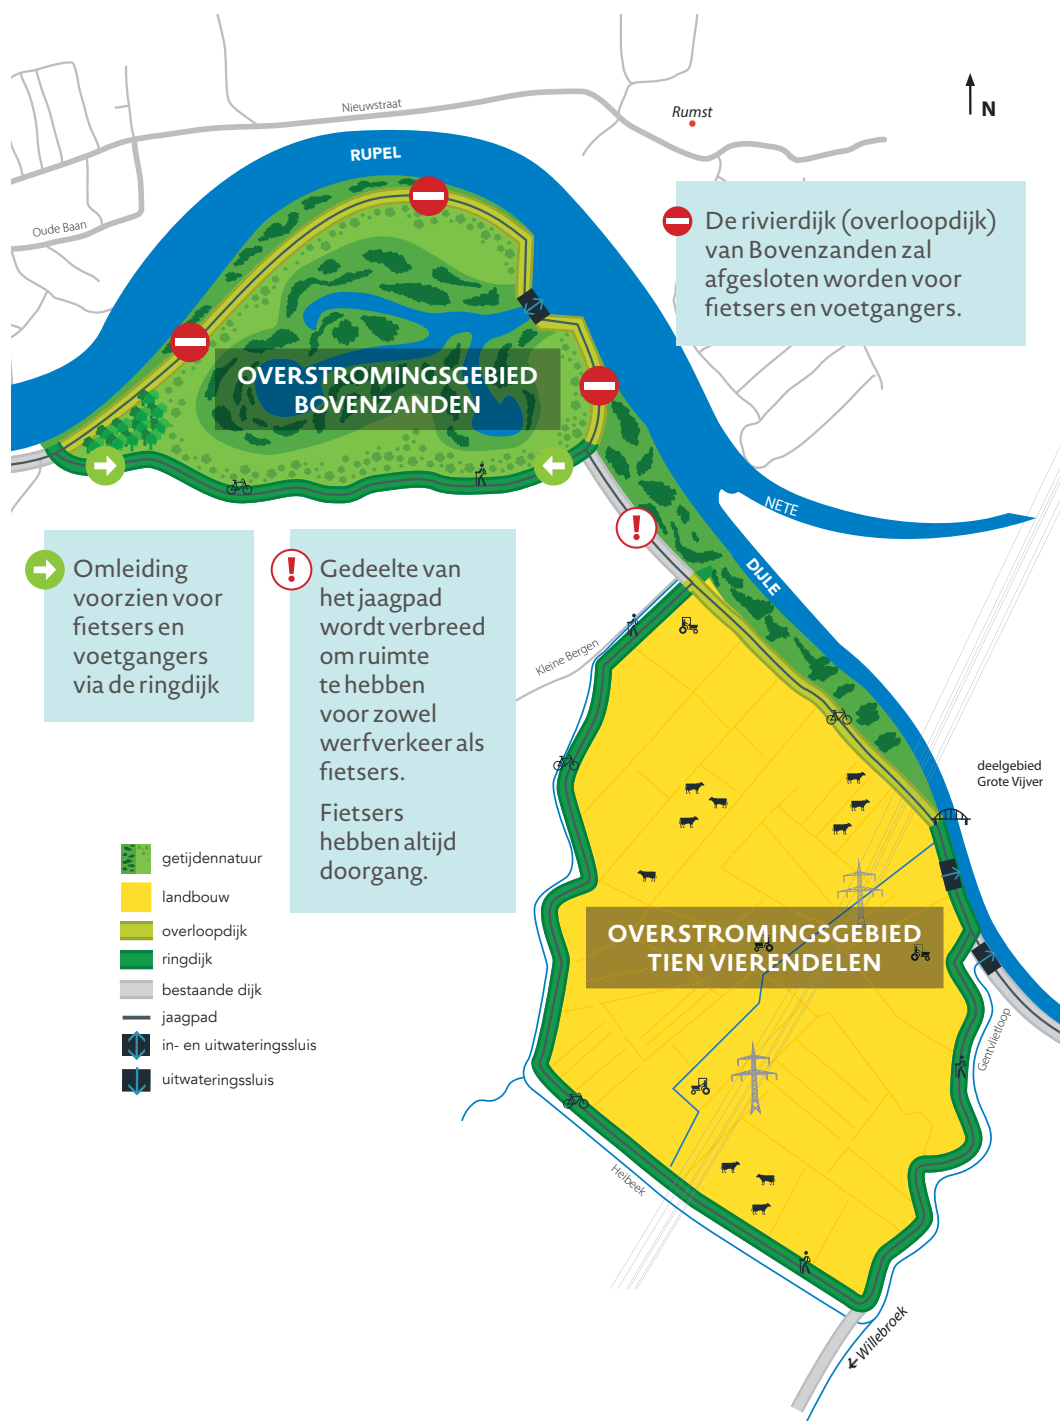 Nieuwstraat
Rumst
N
RUPEL
Oude Baan
De rivierdijk (overloopdijk)
van Bovenzanden zal
afgesloten worden voor
fietsers en voetgangers.
OVERSTROMINGSGEBIED
BOVENZANDEN
NETE
DIJLE
Omleiding
voorzien voor
fietsers en
voetgangers
via de ringdijk
!
Gedeelte van
het jaagpad
wordt verbreed
om ruimte
te hebben
voor zowel
werfverkeer als
fietsers.
Fietsers
hebben altijd
doorgang.
!
Kleine Bergen
deelgebied
Grote Vijver
getijdennatuur
landbouw
overloopdijk
ringdijk
bestaande dijk
jaagpad
in- en uitwateringssluis
uitwateringssluis
OVERSTROMINGSGEBIED
TIEN VIERENDELEN
Gentvlietloop
Heibeek
Willebroek